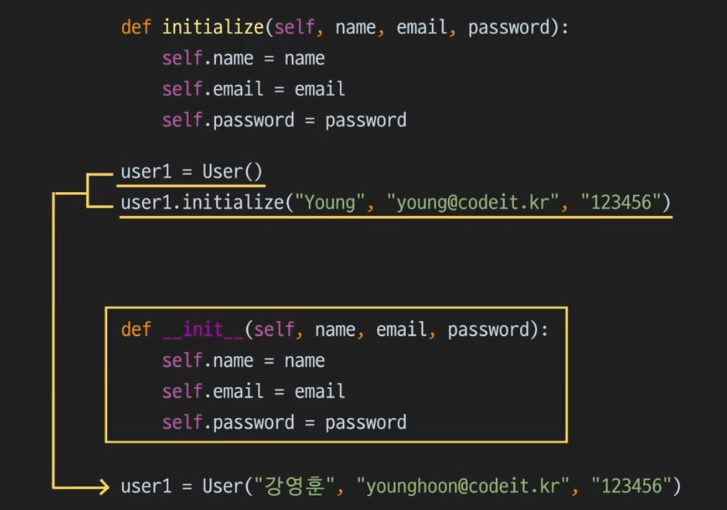 def initialize(self, name, email, password):
self.name = name
self.email = email
self.password = password
user1 = User()
user1.initialize("Young", "young@codeit.kr", "123456")
def __init__(self, name, email, password):
self.name = name
self.email = email
self.password = password
user1 = User("강영훈", "younghoon@codeit.kr", "123456")